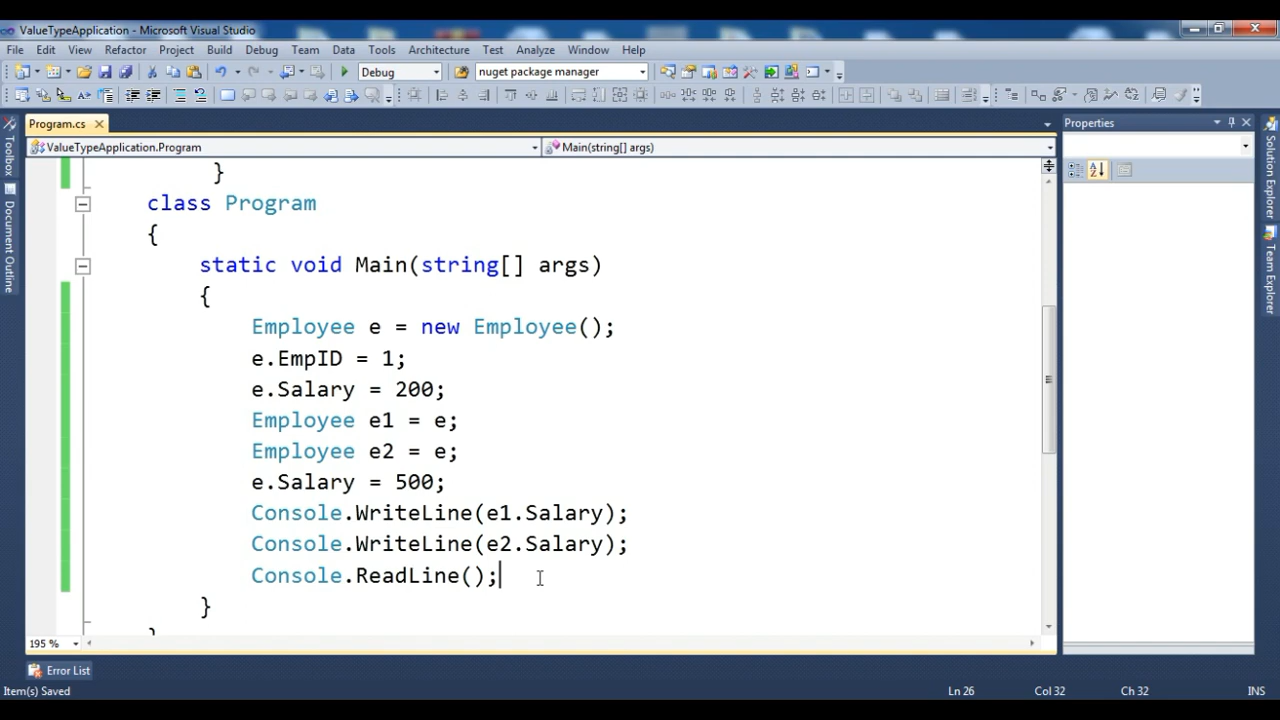 ValueTypeApplication - Microsoft Visual Studio
File Edit View Refactor Project Build Debug Team Data Tools Architecture Test Analyze Window Help
Debug nuget package manager
Program.cs
Properties
ValueTypeApplication.Program
Main(string[] args)
}
class Program
{
static void Main(string[] args)
{
Employee e = new Employee();
e.EmpID = 1;
e.Salary = 200;
Employee e1 = e;
Employee e2 = e;
e.Salary = 500;
Console.WriteLine(e1.Salary);
Console.WriteLine(e2.Salary);
Console.ReadLine();
}
195 %
Error List
Item(s) Saved
Ln 26 Col 32 Ch 32 INS
Toolbox
Document Outline
Solution Explorer
Team Explorer